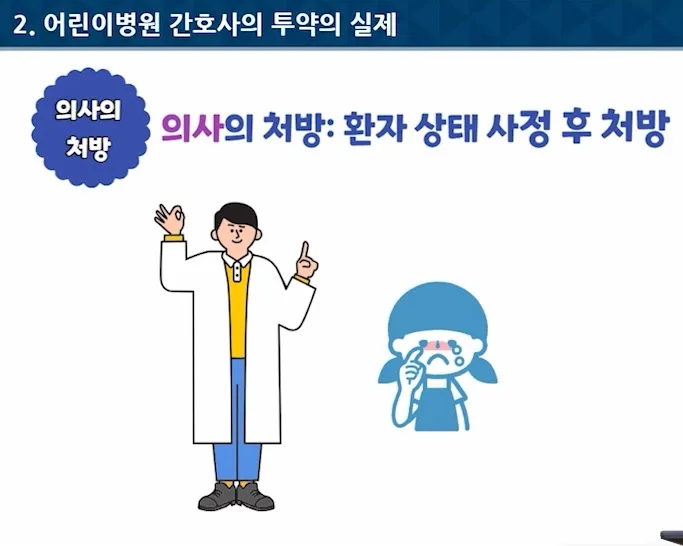 2. 어린이병원 간호사의 투약의 실제
의사의
처방
의사의 처방: 환자 상태 사정 후 처방